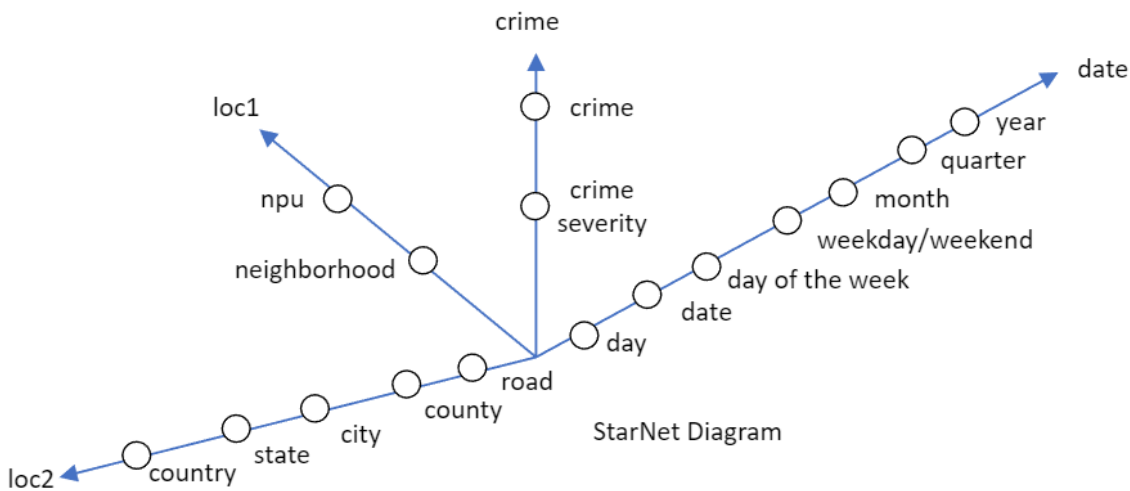 crime
date
loc1
crime
year
quarter
npu
crime
severity
month
weekday/weekend
neighborhood
day of the week
date
day
road
county
StarNet Diagram
city
state
country
loc2